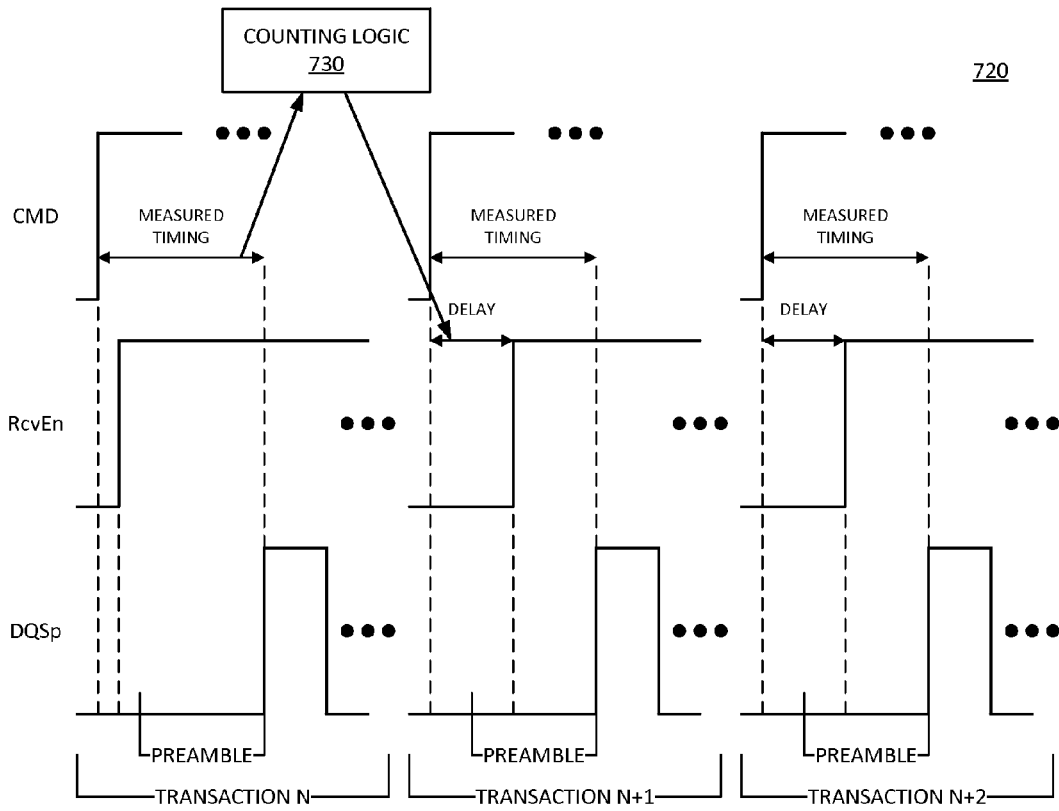 COUNTING LOGIC
730
720
CMD
MEASURED
TIMING
MEASURED
TIMING
MEASURED
TIMING
DELAY
DELAY
RcvEn
DQSp
PREAMBLE
PREAMBLE
PREAMBLE
TRANSACTION N
TRANSACTION N+1
TRANSACTION N+2